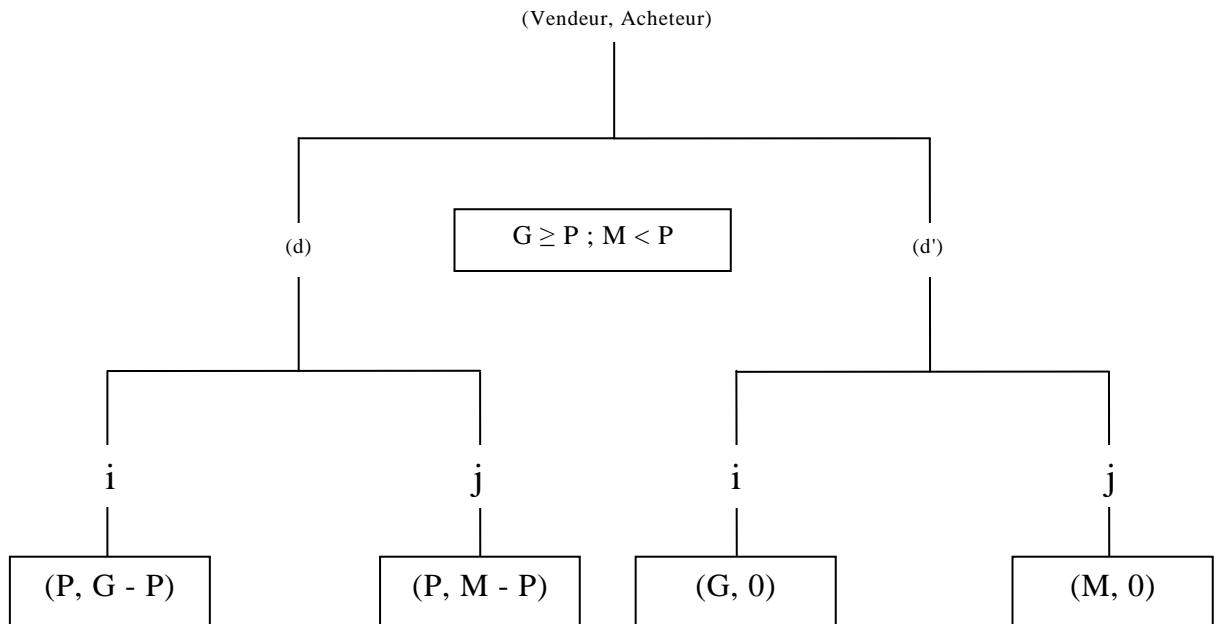 (Vendeur, Acheteur)
(d)
G ≥ P ; M < P
(d')
i
j
i
j
(P, G - P)
(P, M - P)
(G, 0)
(M, 0)